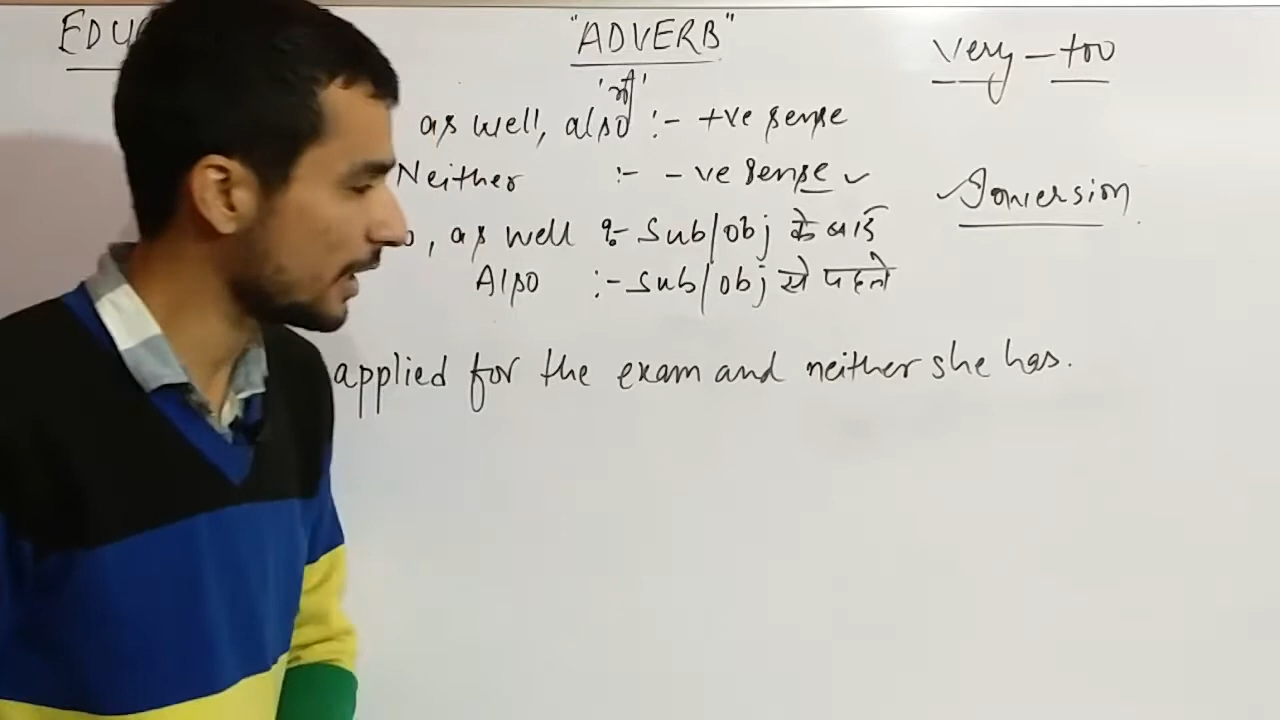 EDU "ADVERB" Very - too
'भी'
as well, also :- +ve sense
Neither :- -ve sense ✓ Inversion
o, as well :- Sub/obj के बाद
Also :- Sub/obj से पहले
applied for the exam and neither she has.